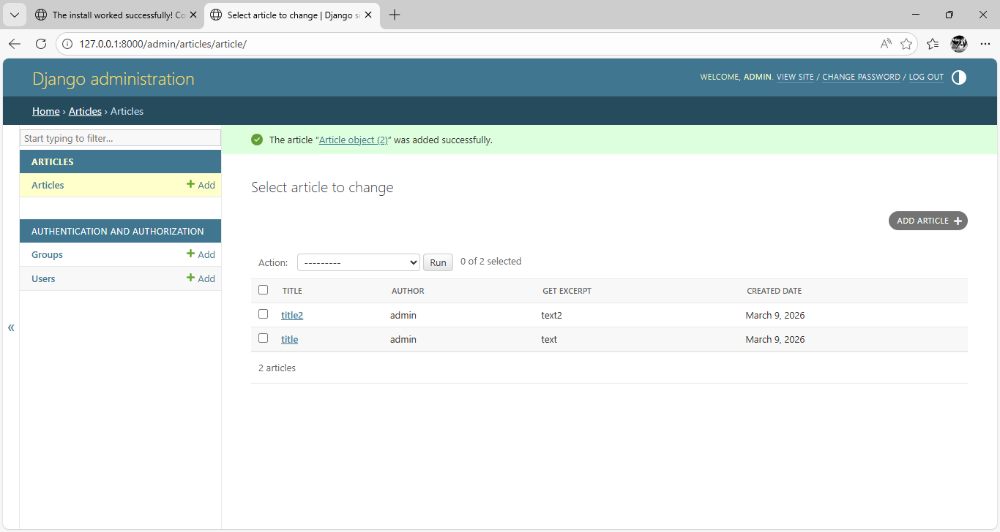 The install worked successfully! Co
Select article to change | Django si
127.0.0.1:8000/admin/articles/article/
Django administration
WELCOME, ADMIN. VIEW SITE / CHANGE PASSWORD / LOG OUT
Home › Articles › Articles
Start typing to filter...
ARTICLES
Articles + Add
AUTHENTICATION AND AUTHORIZATION
Groups + Add
Users + Add
«
The article “Article object (2)” was added successfully.
Select article to change
ADD ARTICLE +
Action: --------- Run 0 of 2 selected
TITLE AUTHOR GET EXCERPT CREATED DATE
title2 admin text2 March 9, 2026
title admin text March 9, 2026
2 articles